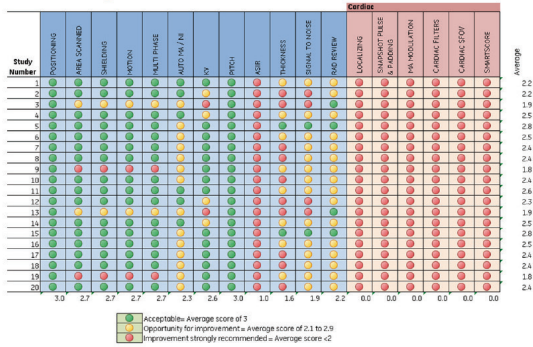 Cardiac
Study Number
POSITIONING
AREA SCANNED
SHIELDING
MOTION
MULTI PHASE
AUTO MA / NI
KV
PITCH
ASIR
THICKNESS
SIGNAL TO NOISE
RAD REVIEW
LOCALIZING
SNAPSHOT PULSE & PADDING
MA MODULATION
CARDIAC FILTERS
CARDIAC SFOV
SMARTSCORE
Average
2.2
2 2.2
3 1.9
4 2.5
5 2.8
6 2.5
7 2.4
8 2.4
9 1.8
10 2.4
11 2.6
12 2.3
13 1.9
14 2.5
15 2.8
16 2.5
17 2.4
18 2.4
19 1.8
20 2.4
3.0 2.7 2.7 2.7 2.7 2.3 2.6 3.0 1.0 1.6 1.9 2.2 0.0 0.0 0.0 0.0 0.0 0.0
Acceptable= Average score of 3
Opportunity for improvement = Average score of 2.1 to 2.9
Improvement strongly recommended = Average score <2